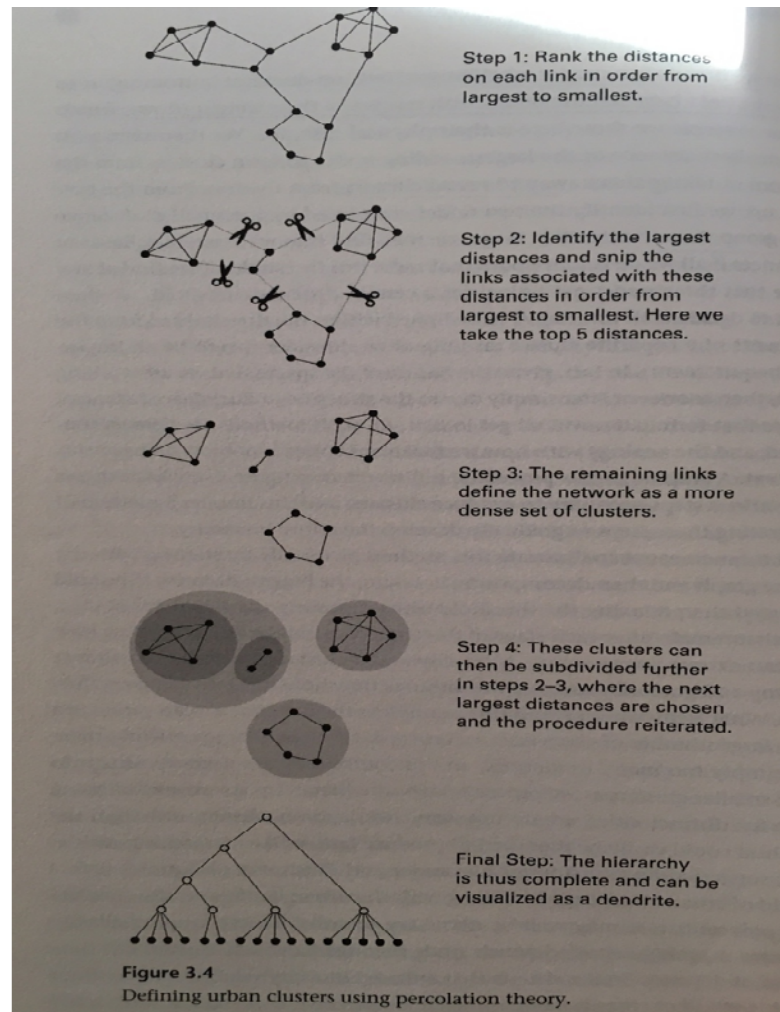 Step 1: Rank the distances
on each link in order from
largest to smallest.
Step 2: Identify the largest
distances and snip the
links associated with these
distances in order from
largest to smallest. Here we
take the top 5 distances.
Step 3: The remaining links
define the network as a more
dense set of clusters.
Step 4: These clusters can
then be subdivided further
in steps 2–3, where the next
largest distances are chosen
and the procedure reiterated.
Final Step: The hierarchy
is thus complete and can be
visualized as a dendrite.
Figure 3.4
Defining urban clusters using percolation theory.